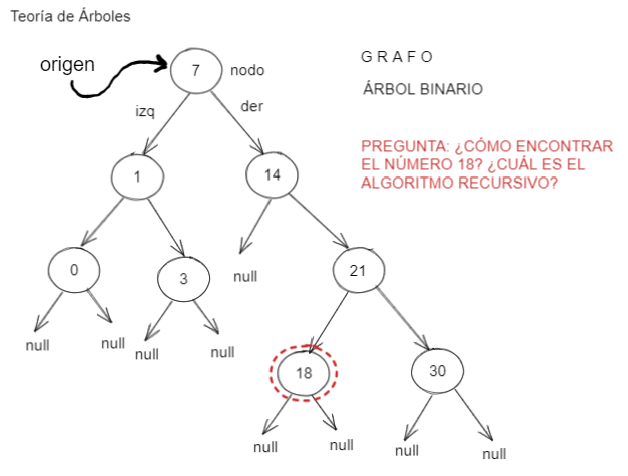 Teoría de Árboles
origen
7
nodo
G R A F O
ÁRBOL BINARIO
izq
der
PREGUNTA: ¿CÓMO ENCONTRAR
EL NÚMERO 18? ¿CUÁL ES EL
ALGORITMO RECURSIVO?
1
14
0
3
null
21
null
null
null
null
18
30
null
null
null
null